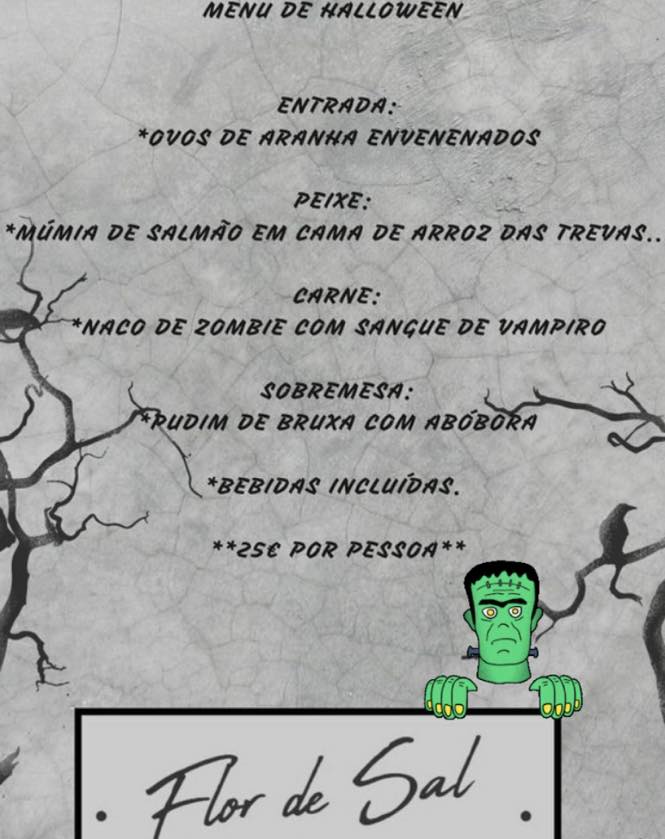 MENU DE HALLOWEEN
ENTRADA:
*OVOS DE ARANHA ENVENENADOS
PEIXE:
*MÚMIA DE SALMÃO EM CAMA DE ARROZ DAS TREVAS..
CARNE:
*NACO DE ZOMBIE COM SANGUE DE VAMPIRO
SOBREMESA:
*PUDIM DE BRUXA COM ABÓBORA
*BEBIDAS INCLUÍDAS.
**25€ POR PESSOA**
Flor de Sal